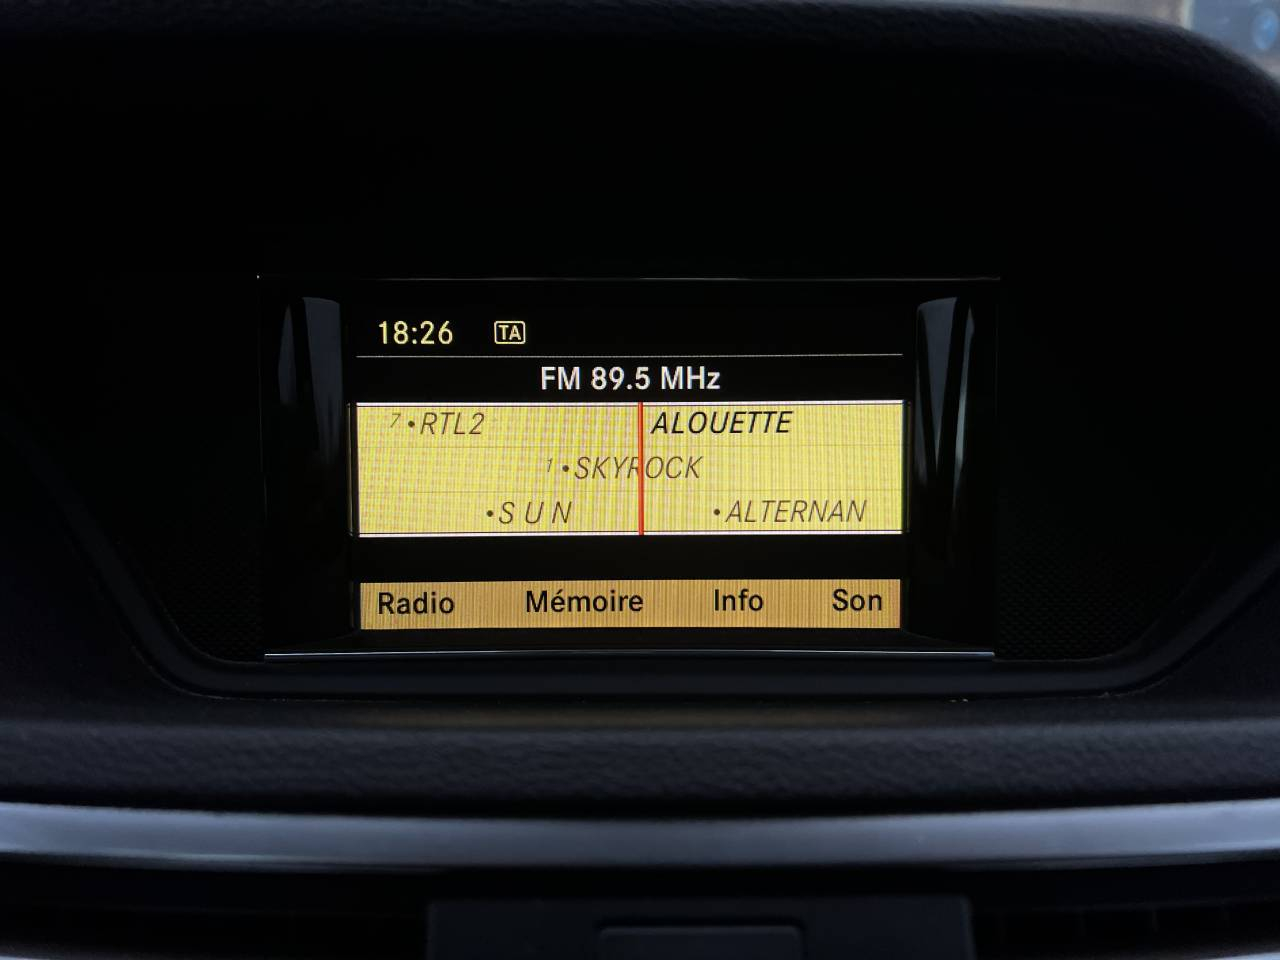 18:26 TA
FM 89.5 MHz
7 •RTL2 ALOUETTE
1 •SKYROCK
•S U N •ALTERNAN
Radio Mémoire Info Son